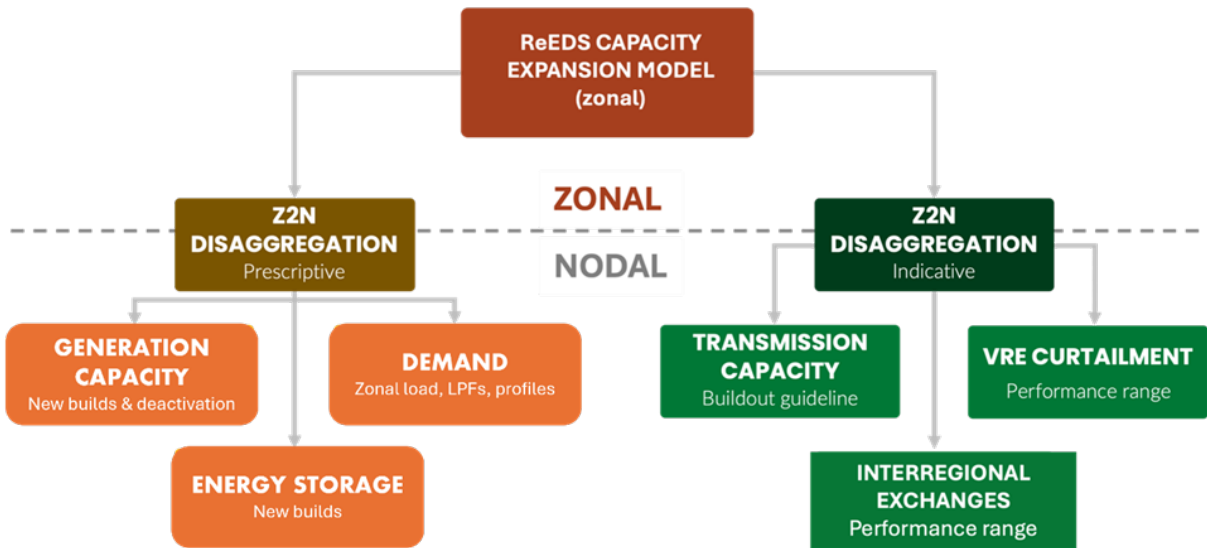 ReEDS CAPACITY
EXPANSION MODEL
(zonal)
ZONAL
NODAL
Z2N
DISAGGREGATION
Prescriptive
Z2N
DISAGGREGATION
Indicative
GENERATION
CAPACITY
New builds & deactivation
DEMAND
Zonal load, LPFs, profiles
ENERGY STORAGE
New builds
TRANSMISSION
CAPACITY
Buildout guideline
VRE CURTAILMENT
Performance range
INTERREGIONAL
EXCHANGES
Performance range